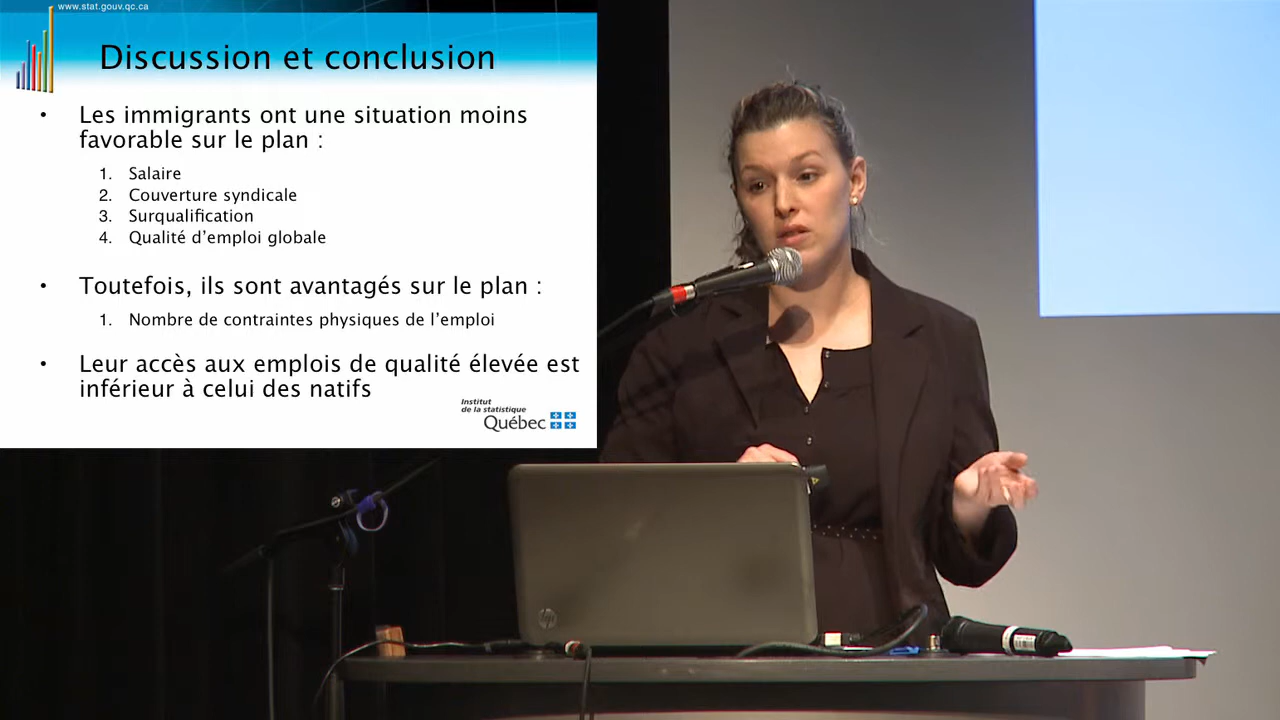 www.stat.gouv.qc.ca
Discussion et conclusion
• Les immigrants ont une situation moins
favorable sur le plan :
1. Salaire
2. Couverture syndicale
3. Surqualification
4. Qualité d’emploi globale
• Toutefois, ils sont avantagés sur le plan :
1. Nombre de contraintes physiques de l’emploi
• Leur accès aux emplois de qualité élevée est
inférieur à celui des natifs
Institut
de la statistique
Québec
hp